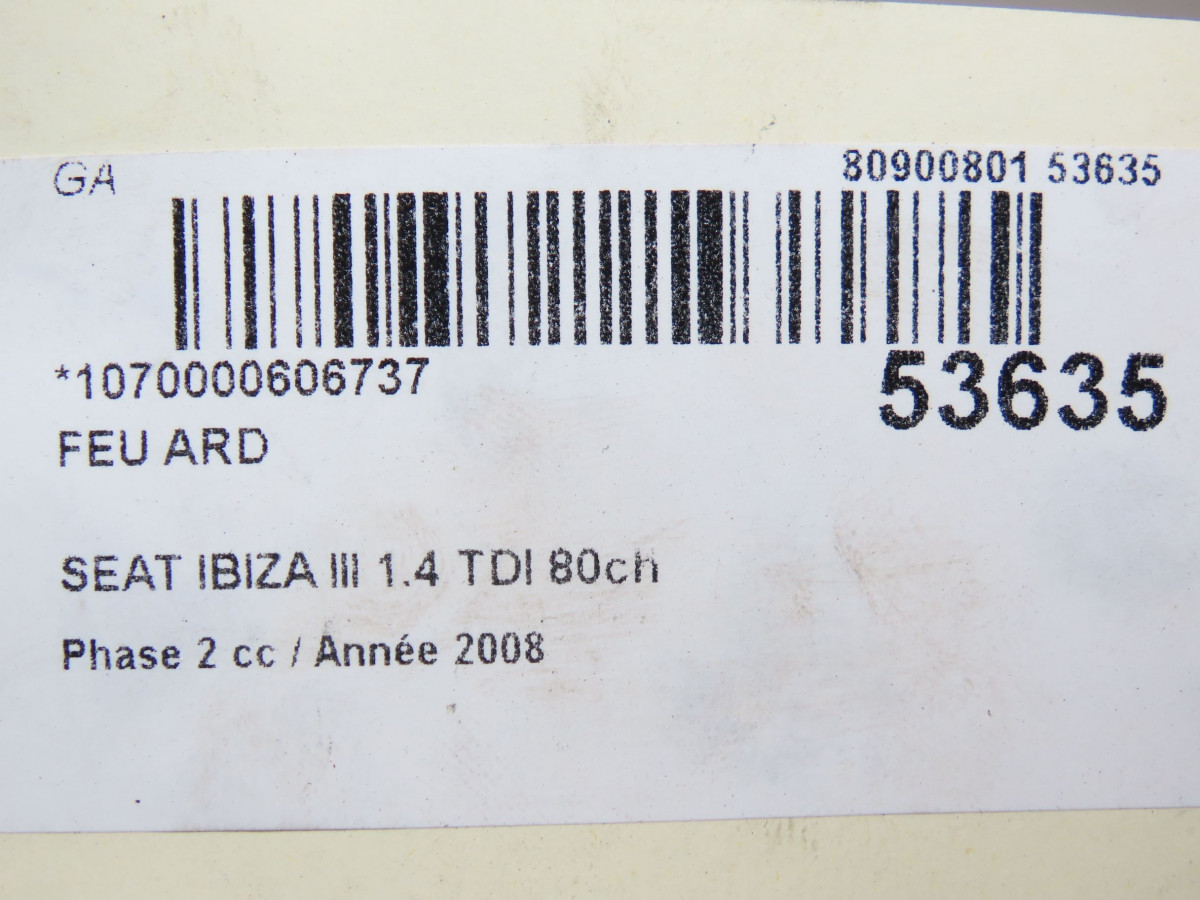 GA 80900801 53635
*1070000606737 53635
FEU ARD
SEAT IBIZA III 1.4 TDI 80ch
Phase 2 cc / Année 2008